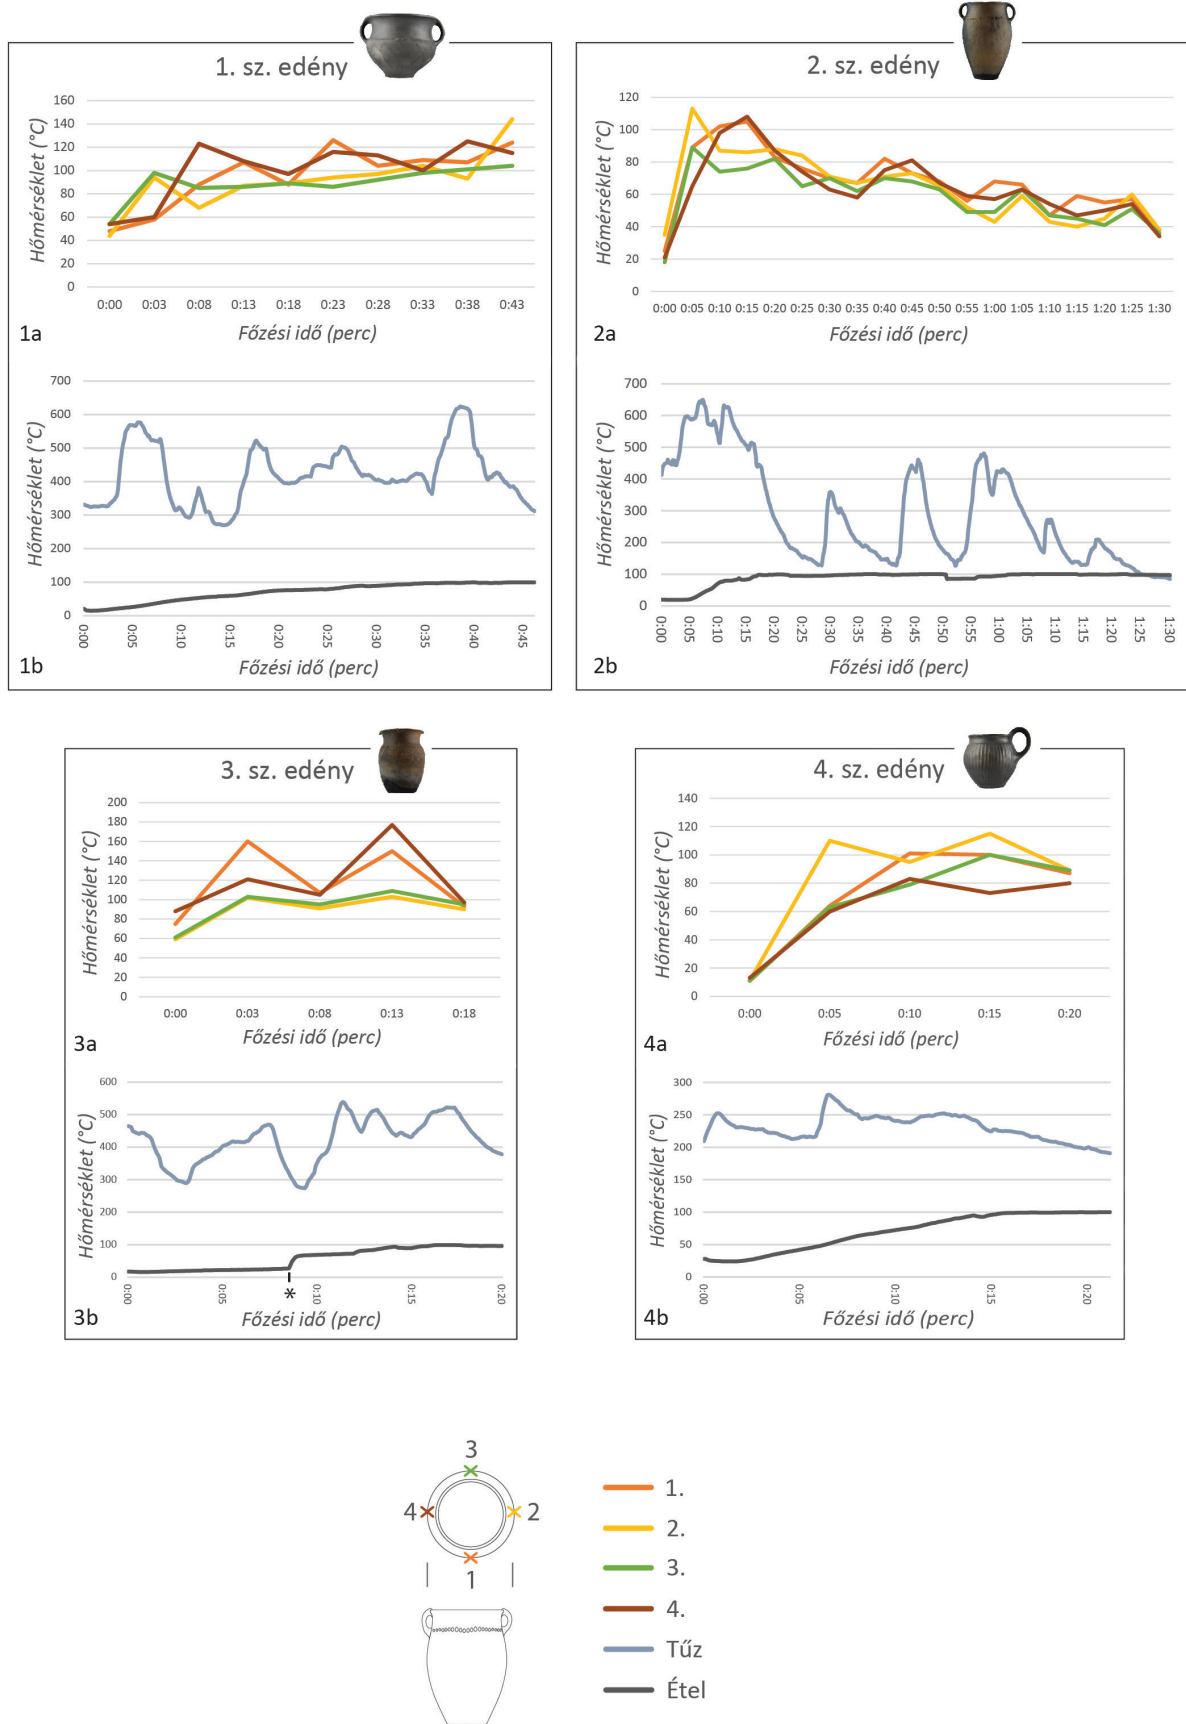 1. sz. edény
160
140
120
100
80
60
40
20
0
Hőmérséklet (°C)
0:00 0:03 0:08 0:13 0:18 0:23 0:28 0:33 0:38 0:43
1a
Főzési idő (perc)
700
600
500
400
300
200
100
0
Hőmérséklet (°C)
0:00 0:05 0:10 0:15 0:20 0:25 0:30 0:35 0:40 0:45
1b
Főzési idő (perc)
2. sz. edény
120
100
80
60
40
20
0
Hőmérséklet (°C)
0:00 0:05 0:10 0:15 0:20 0:25 0:30 0:35 0:40 0:45 0:50 0:55 1:00 1:05 1:10 1:15 1:20 1:25 1:30
2a
Főzési idő (perc)
700
600
500
400
300
200
100
0
Hőmérséklet (°C)
0:00 0:05 0:10 0:15 0:20 0:25 0:30 0:35 0:40 0:45 0:50 0:55 1:00 1:05 1:10 1:15 1:20 1:25 1:30
2b
Főzési idő (perc)
3. sz. edény
200
180
160
140
120
100
80
60
40
20
0
Hőmérséklet (°C)
0:00 0:03 0:08 0:13 0:18
3a
Főzési idő (perc)
600
500
400
300
200
100
0
Hőmérséklet (°C)
0:00 0:05 0:10 0:15 0:20
*
3b
Főzési idő (perc)
4. sz. edény
140
120
100
80
60
40
20
0
Hőmérséklet (°C)
0:00 0:05 0:10 0:15 0:20
4a
Főzési idő (perc)
300
250
200
150
100
50
0
Hőmérséklet (°C)
0:00 0:05 0:10 0:15 0:20
4b
Főzési idő (perc)
3
4 2
1
1.
2.
3.
4.
Tűz
Étel